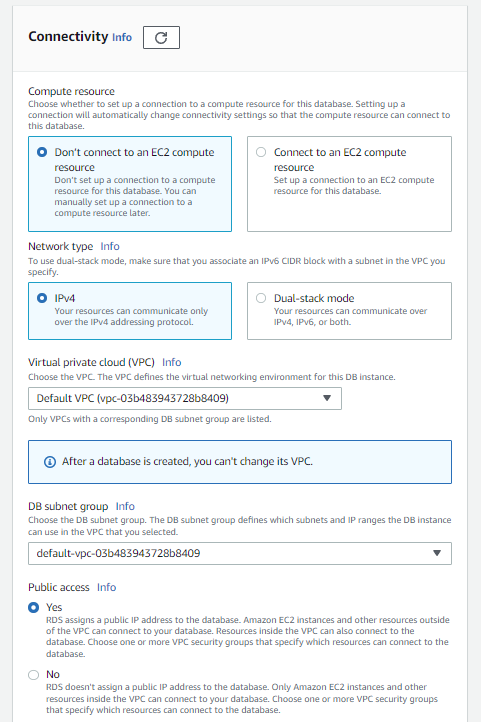 Connectivity Info
Compute resource
Choose whether to set up a connection to a compute resource for this database. Setting up a
connection will automatically change connectivity settings so that the compute resource can connect to
this database.
Don't connect to an EC2 compute
resource
Don't set up a connection to a compute
resource for this database. You can
manually set up a connection to a
compute resource later.
Connect to an EC2 compute
resource
Set up a connection to an EC2 compute
resource for this database.
Network type Info
To use dual-stack mode, make sure that you associate an IPv6 CIDR block with a subnet in the VPC you
specify.
IPv4
Your resources can communicate only
over the IPv4 addressing protocol.
Dual-stack mode
Your resources can communicate over
IPv4, IPv6, or both.
Virtual private cloud (VPC) Info
Choose the VPC. The VPC defines the virtual networking environment for this DB instance.
Default VPC (vpc-03b483943728b8409)
Only VPCs with a corresponding DB subnet group are listed.
After a database is created, you can't change its VPC.
DB subnet group Info
Choose the DB subnet group. The DB subnet group defines which subnets and IP ranges the DB instance
can use in the VPC that you selected.
default-vpc-03b483943728b8409
Public access Info
Yes
RDS assigns a public IP address to the database. Amazon EC2 instances and other resources outside
of the VPC can connect to your database. Resources inside the VPC can also connect to the
database. Choose one or more VPC security groups that specify which resources can connect to the
database.
No
RDS doesn't assign a public IP address to the database. Only Amazon EC2 instances and other
resources inside the VPC can connect to your database. Choose one or more VPC security groups
that specify which resources can connect to the database.